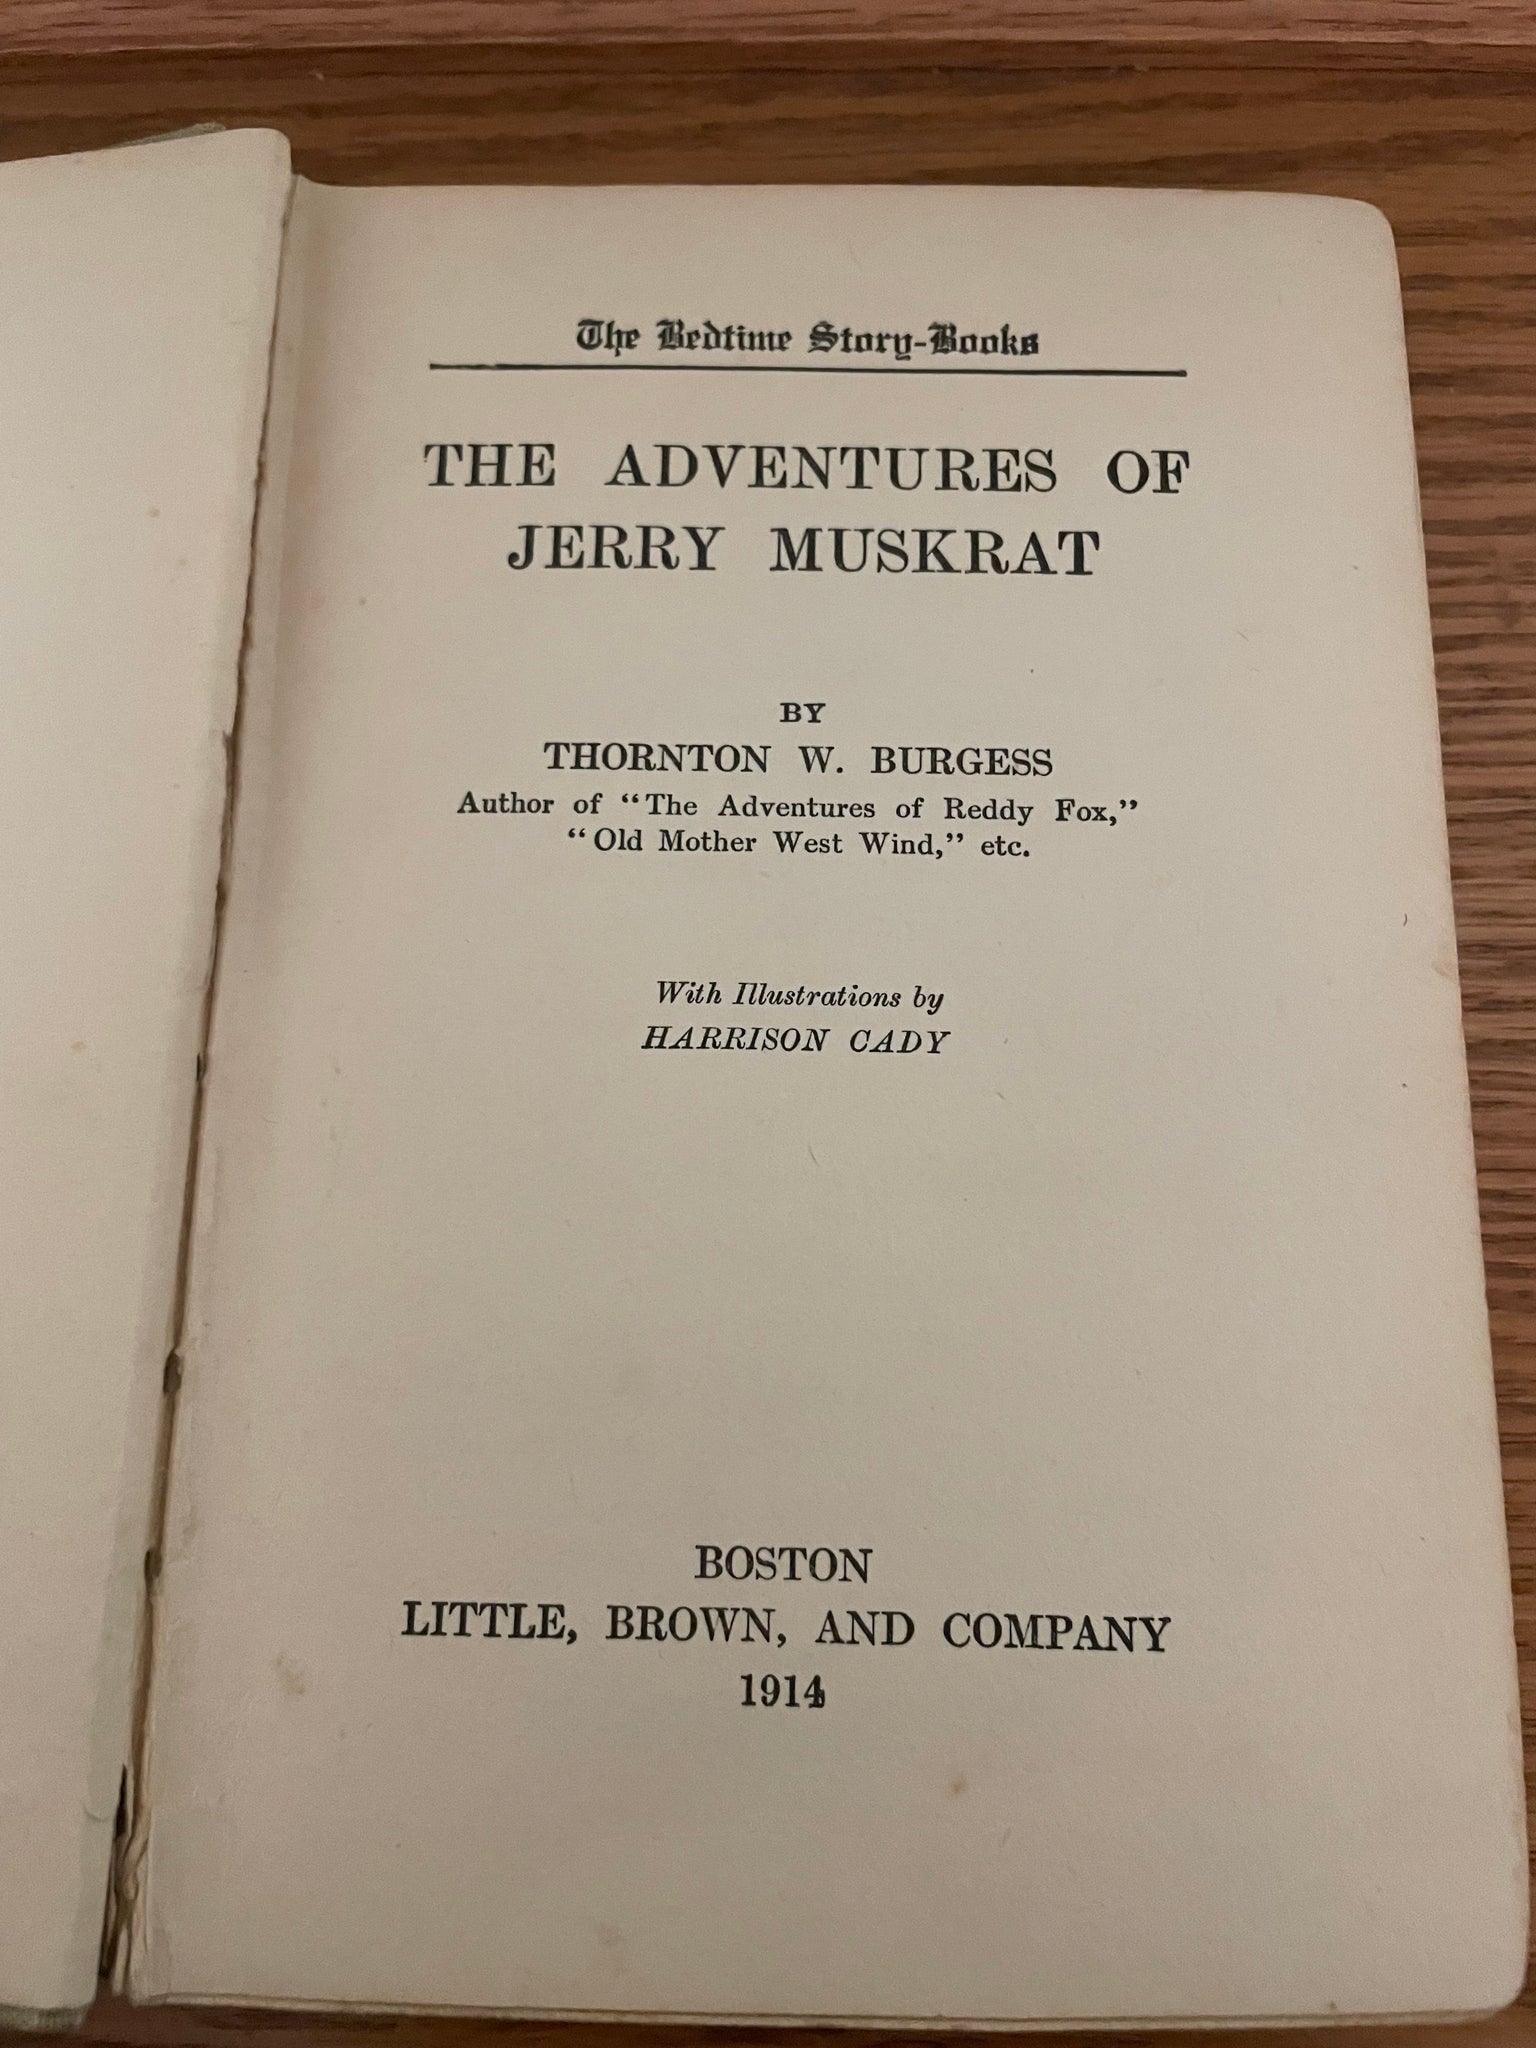 The Bedtime Story-Books
THE ADVENTURES OF
JERRY MUSKRAT
BY
THORNTON W. BURGESS
Author of “The Adventures of Reddy Fox,”
“Old Mother West Wind,” etc.
With Illustrations by
HARRISON CADY
BOSTON
LITTLE, BROWN, AND COMPANY
1914